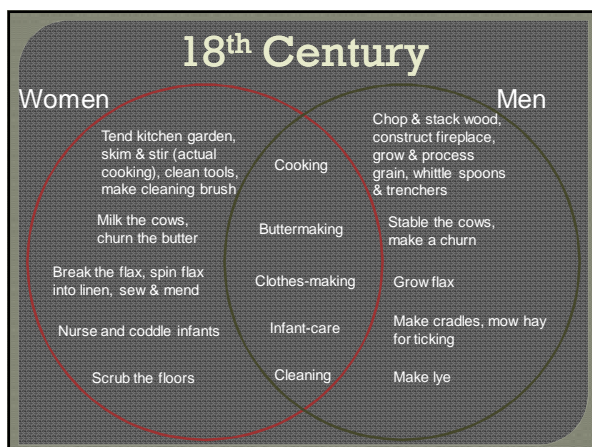 18th Century
Women
Men
Tend kitchen garden,
skim & stir (actual
cooking), clean tools,
make cleaning brush
Cooking
Chop & stack wood,
construct fireplace,
grow & process
grain, whittle spoons
& trenchers
Milk the cows,
churn the butter
Buttermaking
Stable the cows,
make a churn
Break the flax, spin flax
into linen, sew & mend
Clothes-making
Grow flax
Nurse and coddle infants
Infant-care
Make cradles, mow hay
for ticking
Scrub the floors
Cleaning
Make lye